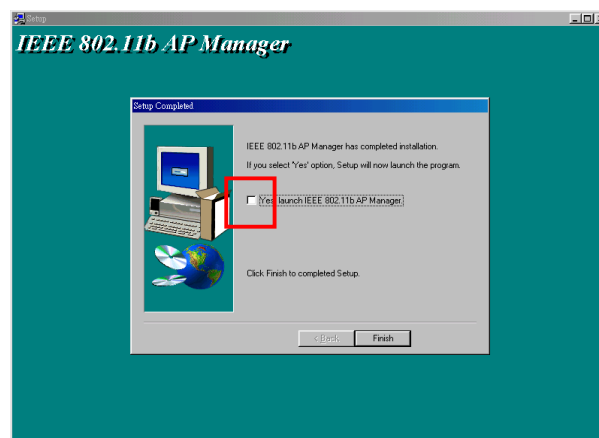 Setup
IEEE 802.11b AP Manager
Setup Completed
IEEE 802.11b AP Manager has completed installation.
If you select "Yes" option, Setup will now launch the program.
Yes, launch IEEE 802.11b AP Manager.
Click Finish to completed Setup.
< Back
Finish